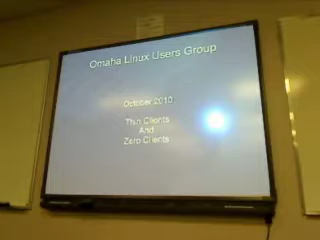 Omaha Linux Users Group
October 2010
Thin Clients
And
Zero Clients